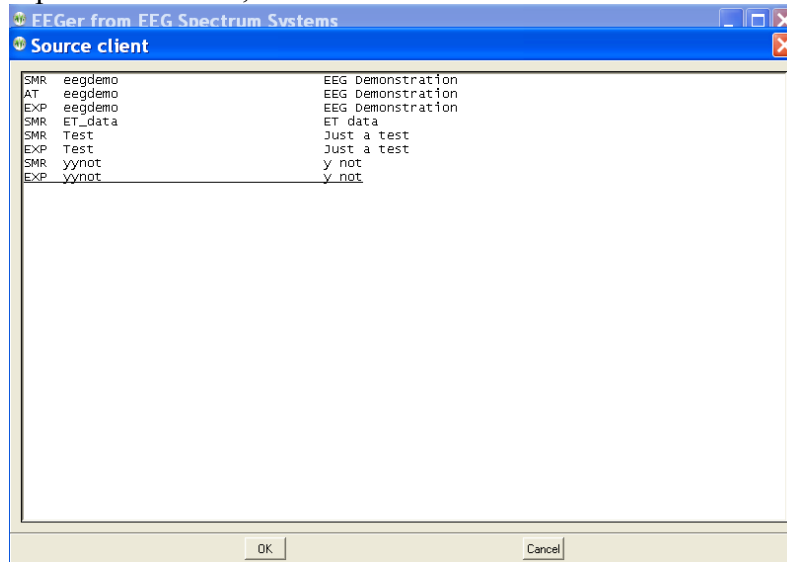 EEGer from EEG Spectrum Systems
Source client
SMR eegdemo EEG Demonstration
AT eegdemo EEG Demonstration
EXP eegdemo EEG Demonstration
SMR ET_data ET data
SMR Test Just a test
EXP Test Just a test
SMR yynot y not
EXP yynot y not
OK Cancel